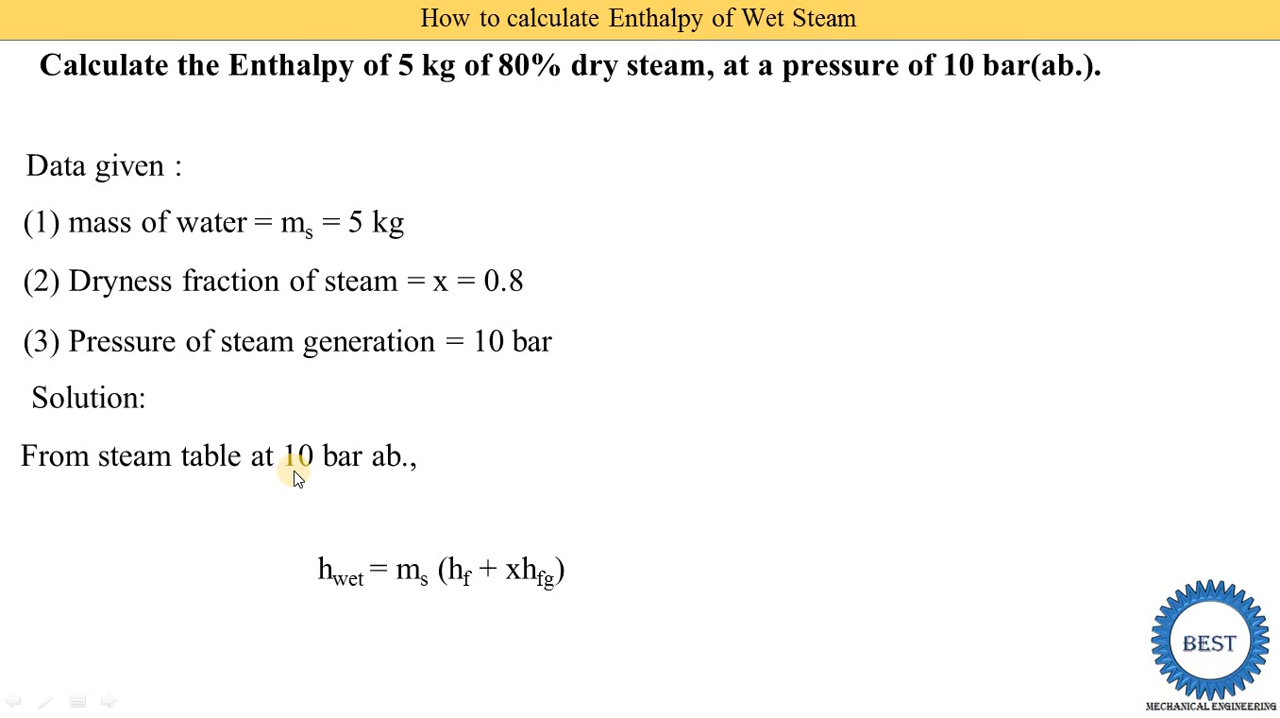 How to calculate Enthalpy of Wet Steam
Calculate the Enthalpy of 5 kg of 80% dry steam, at a pressure of 10 bar(ab.).
Data given :
(1) mass of water = mₛ = 5 kg
(2) Dryness fraction of steam = x = 0.8
(3) Pressure of steam generation = 10 bar
Solution:
From steam table at 10 bar ab.,
h_wet = mₛ (h_f + xh_fg)
BEST
MECHANICAL ENGINEERING